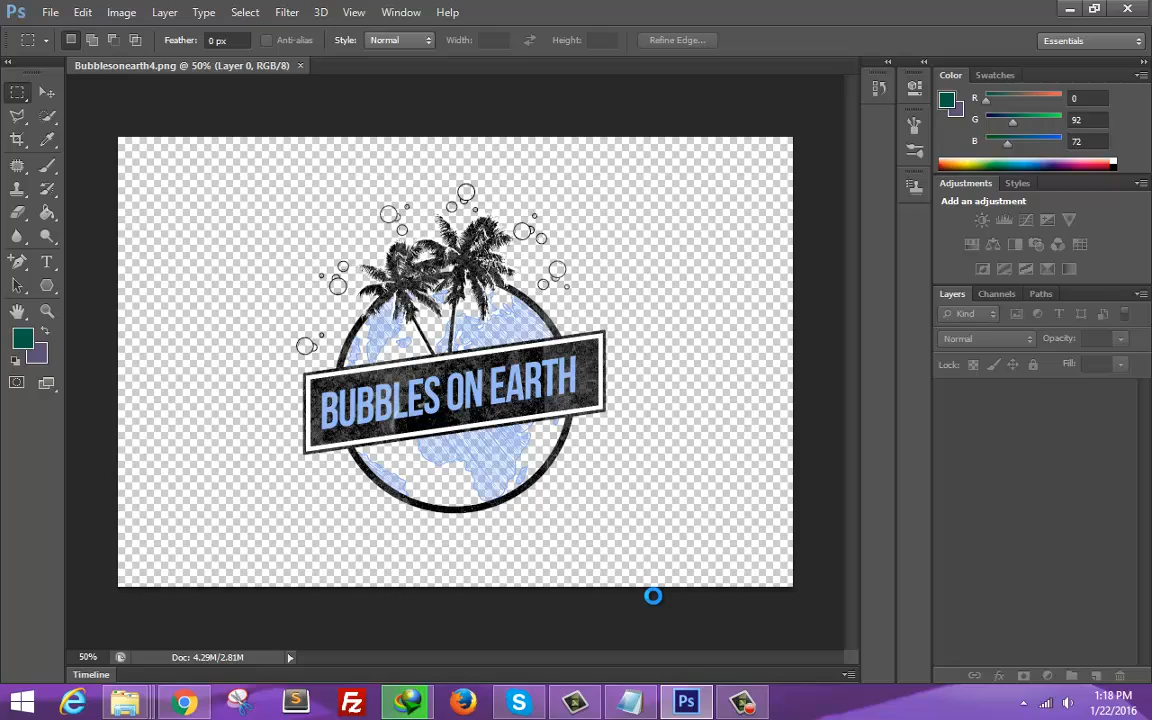 Ps File Edit Image Layer Type Select Filter 3D View Window Help
Feather: 0 px Anti-alias Style: Normal Width: Height: Refine Edge... Essentials
Bubblesonearth4.png @ 50% (Layer 0, RGB/8) ×
Color Swatches
R 0
G 92
B 72
Adjustments Styles
Add an adjustment
Layers Channels Paths
Kind
Normal Opacity:
Lock: Fill:
BUBBLES ON EARTH
50% Doc: 4.29M/2.81M
Timeline
1:18 PM
1/22/2016